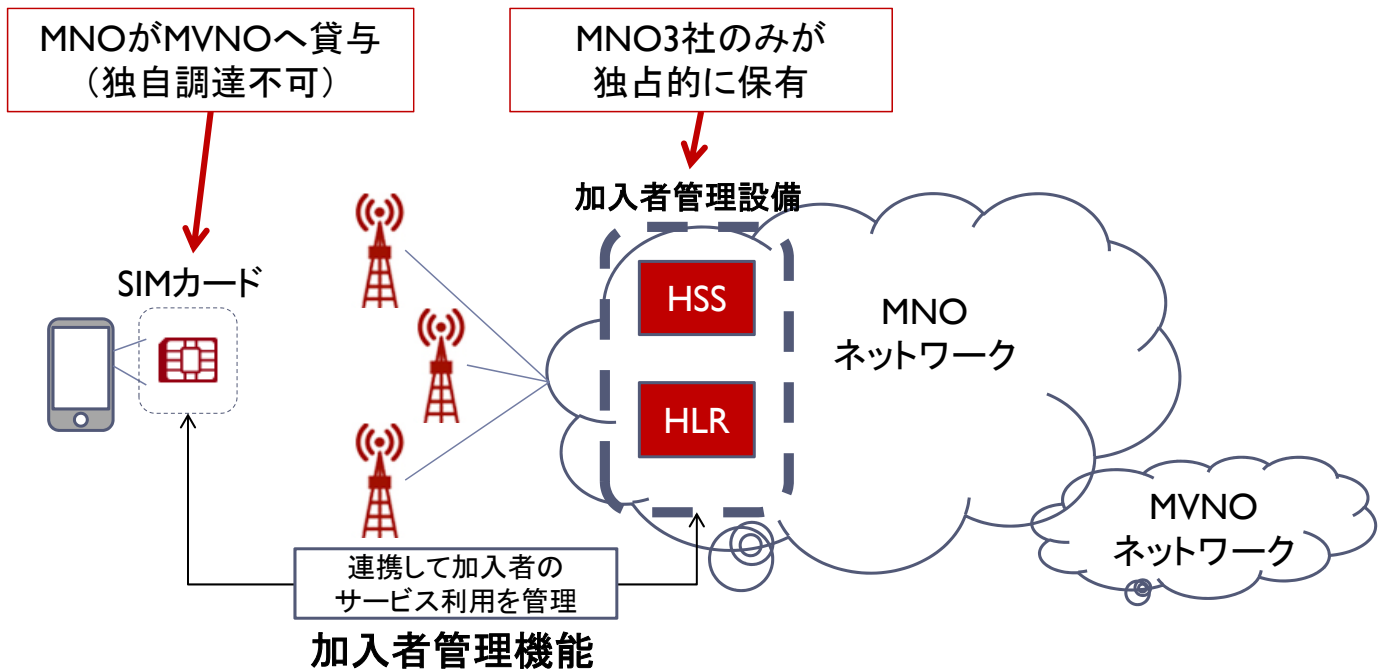 MNOがMVNOへ貸与
(独自調達不可)
MNO3社のみが
独占的に保有
加入者管理設備
SIMカード
HSS
HLR
MNO
ネットワーク
MVNO
ネットワーク
連携して加入者の
サービス利用を管理
加入者管理機能